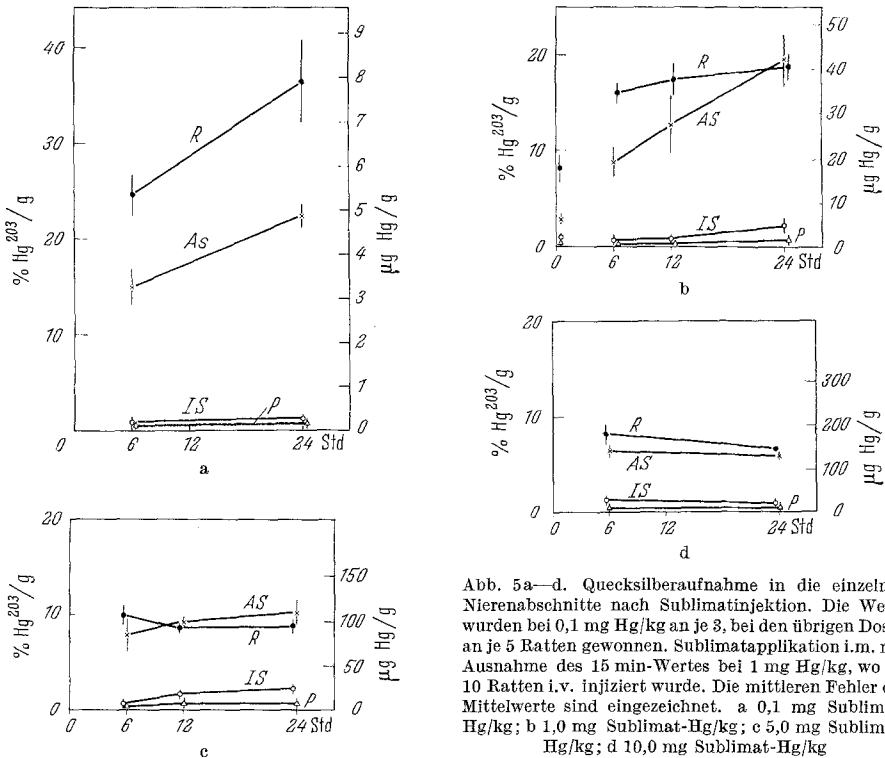 40
30
20
10
0
% Hg203/g
9
8
7
6
5
4
3
2
1
0
µg Hg/g
R
As
IS
P
0
6
12
24 Std
a
20
10
0
% Hg203/g
50
40
30
20
10
0
µg Hg/g
R
AS
IS
P
0
6
12
24 Std
b
20
10
0
% Hg203/g
150
100
50
0
µg Hg/g
AS
R
IS
P
0
6
12
24 Std
c
20
10
0
% Hg203/g
300
200
100
0
µg Hg/g
R
AS
IS
P
0
6
12
24 Std
d
Abb. 5a—d. Quecksilberaufnahme in die einzeln
Nierenabschnitte nach Sublimatinjektion. Die We
wurden bei 0,1 mg Hg/kg an je 3, bei den übrigen Dos
an je 5 Ratten gewonnen. Sublimatapplikation i.m.
Ausnahme des 15 min-Wertes bei 1 mg Hg/kg, wo
10 Ratten i.v. injiziert wurde. Die mittleren Fehler
Mittelwerte sind eingezeichnet. a 0,1 mg Sublim
Hg/kg; b 1,0 mg Sublimat-Hg/kg; c 5,0 mg Sublim
Hg/kg; d 10,0 mg Sublimat-Hg/kg